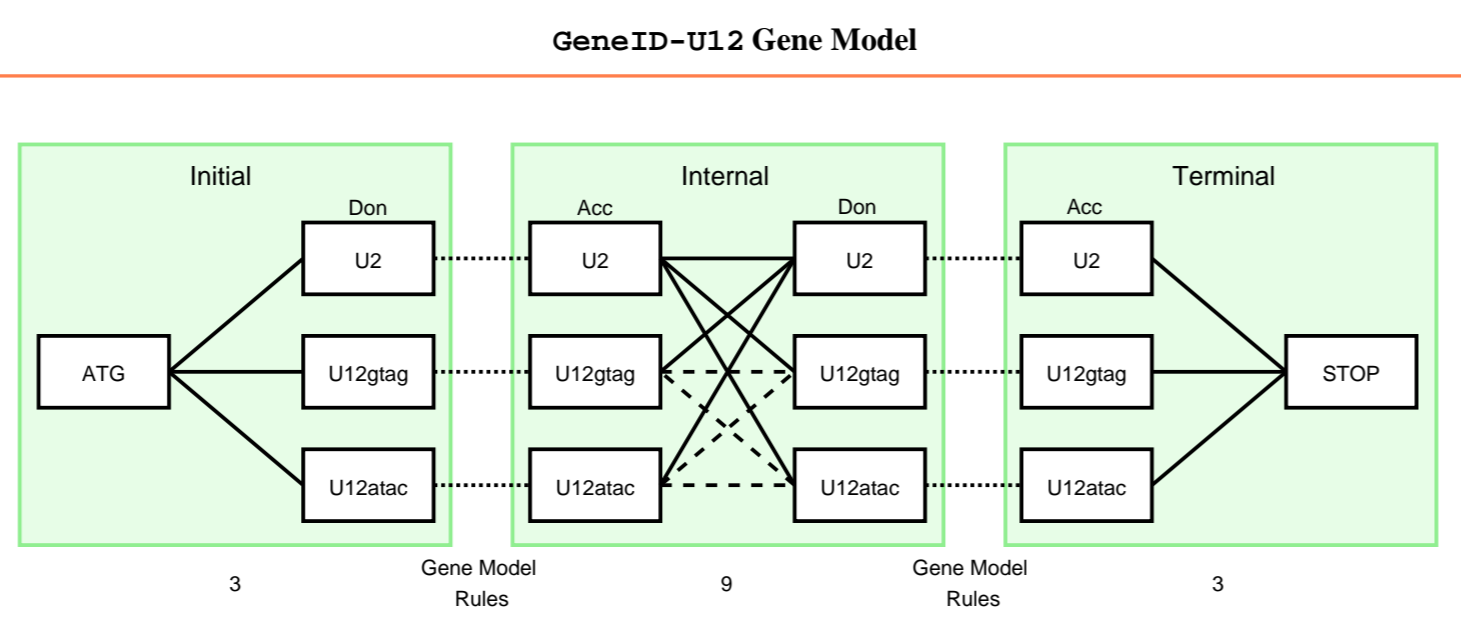 GeneID-U12 Gene Model
Initial
Internal
Terminal
Don
Acc
Don
Acc
U2
U2
U2
U2
ATG
U12gtag
U12gtag
U12gtag
U12gtag
STOP
U12atac
U12atac
U12atac
U12atac
3
Gene Model
Rules
9
Gene Model
Rules
3